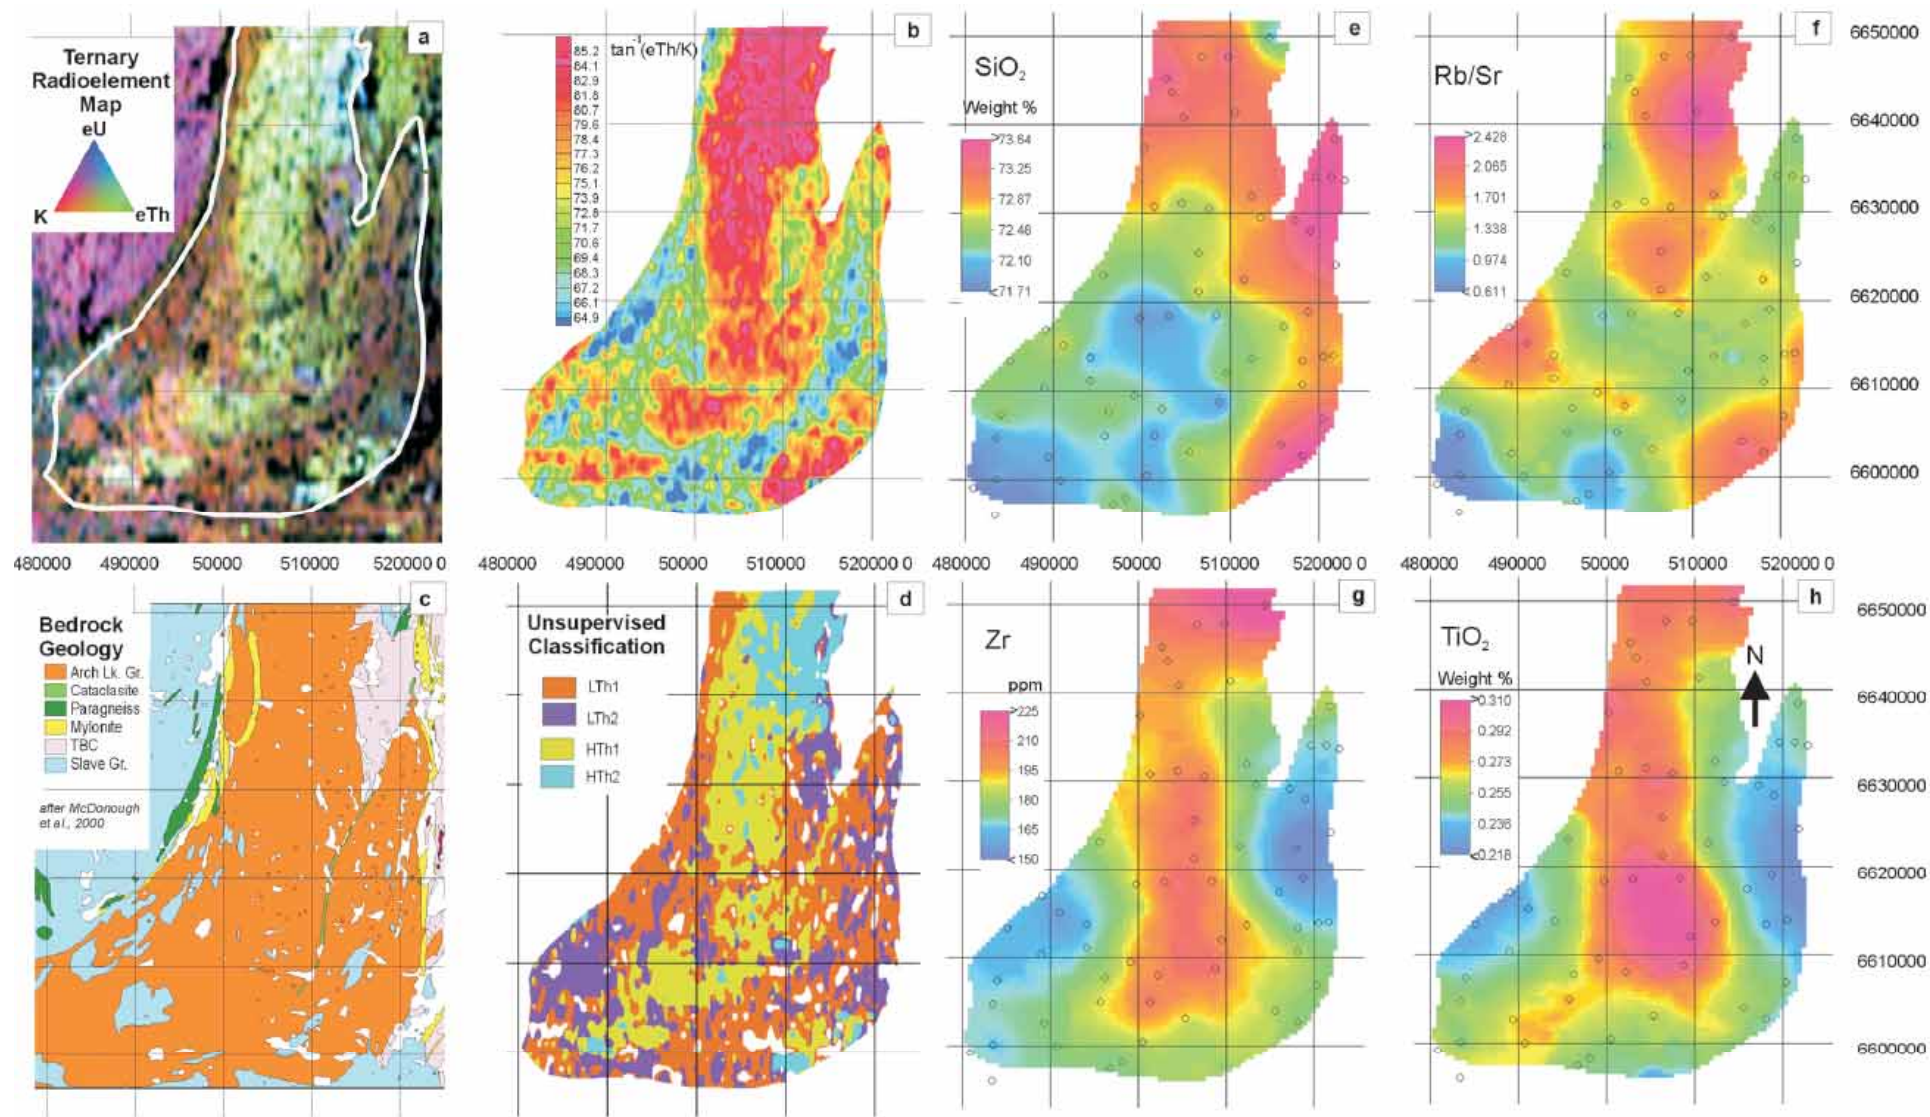 a
Ternary
Radioelement
Map
eU
K
eTh
b
tan⁻¹(eTh/K)
85.2
84.1
82.9
81.8
80.7
79.6
78.4
77.3
76.2
75.1
73.9
72.8
71.7
70.6
69.4
68.3
67.2
66.1
64.9
e
SiO₂
Weight %
>73.64
73.25
72.87
72.46
72.10
<71.71
f
Rb/Sr
>2.428
2.065
1.701
1.338
0.974
<0.611
6650000
6640000
6630000
6620000
6610000
6600000
480000 490000 500000 510000 520000 0
480000 490000 50000 510000 520000 0
480000 490000 500000 510000 520000 0
480000 490000 500000 510000 520000 0
c
Bedrock
Geology
Arch Lk. Gr.
Cataclasite
Paragneiss
Mylonite
TBC
Slave Gr.
after McDonough
et al., 2000
d
Unsupervised
Classification
LTh1
LTh2
HTh1
HTh2
g
Zr
ppm
>225
210
195
180
165
<150
h
TiO₂
Weight %
>0.310
0.292
0.273
0.255
0.236
<0.218
N
6650000
6640000
6630000
6620000
6610000
6600000